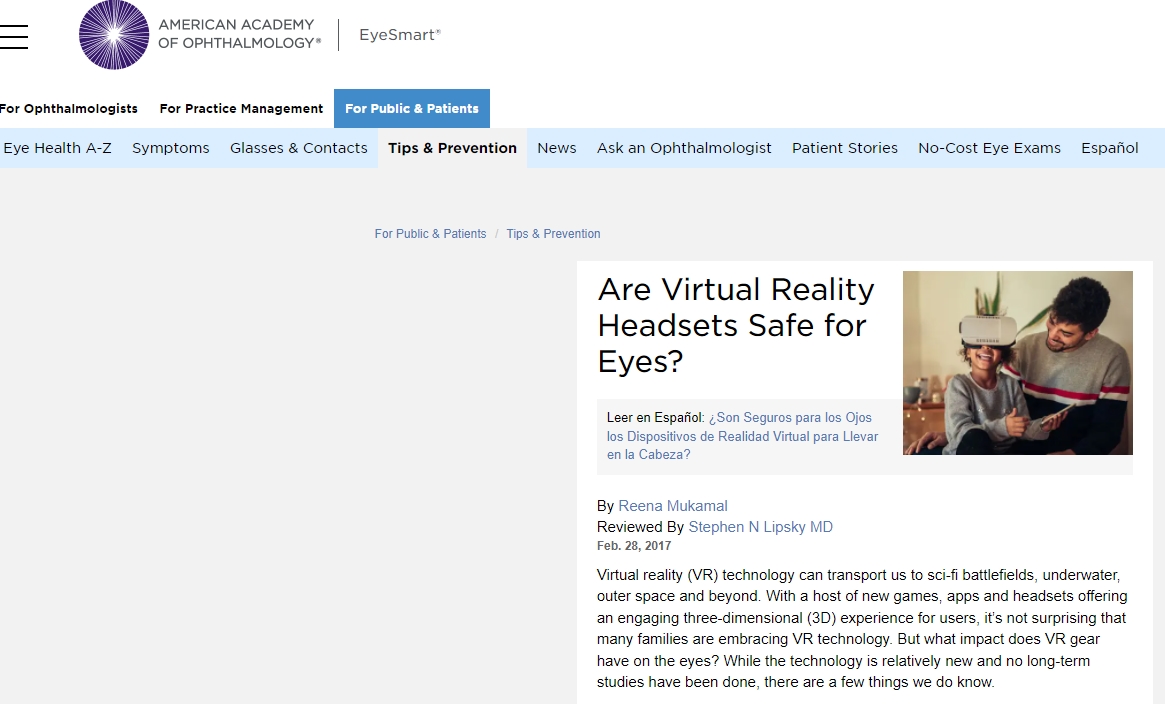 AMERICAN ACADEMY
OF OPHTHALMOLOGY®
EyeSmart®
For Ophthalmologists
For Practice Management
For Public & Patients
Eye Health A-Z
Symptoms
Glasses & Contacts
Tips & Prevention
News
Ask an Ophthalmologist
Patient Stories
No-Cost Eye Exams
Español
For Public & Patients / Tips & Prevention
Are Virtual Reality
Headsets Safe for
Eyes?
Leer en Español: ¿Son Seguros para los Ojos
los Dispositivos de Realidad Virtual para Llevar
en la Cabeza?
By Reena Mukamal
Reviewed By Stephen N Lipsky MD
Feb. 28, 2017
Virtual reality (VR) technology can transport us to sci-fi battlefields, underwater,
outer space and beyond. With a host of new games, apps and headsets offering
an engaging three-dimensional (3D) experience for users, it’s not surprising that
many families are embracing VR technology. But what impact does VR gear
have on the eyes? While the technology is relatively new and no long-term
studies have been done, there are a few things we do know.